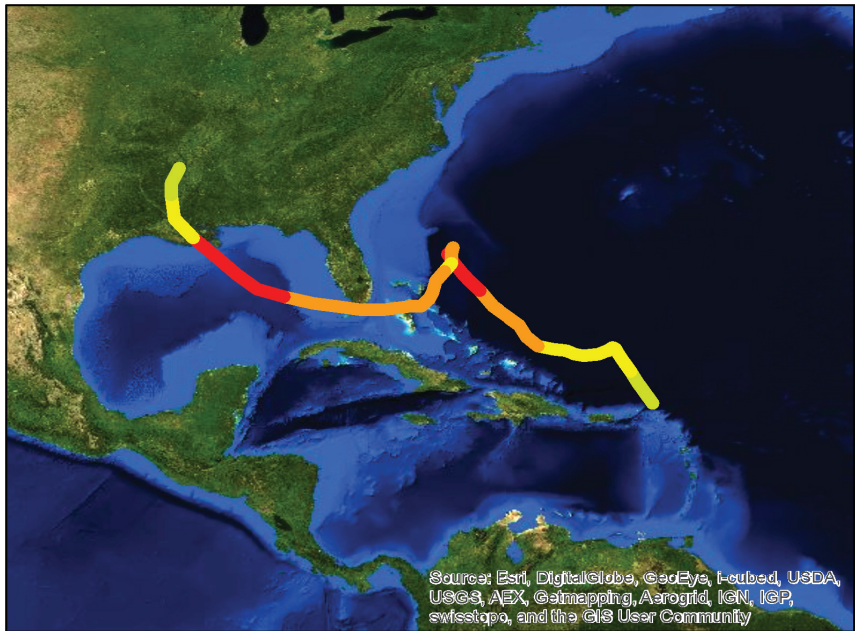 Source: Esri, DigitalGlobe, GeoEye, i-cubed, USDA,
USGS, AEX, Getmapping, Aerogrid, IGN, IGP,
swisstopo, and the GIS User Community